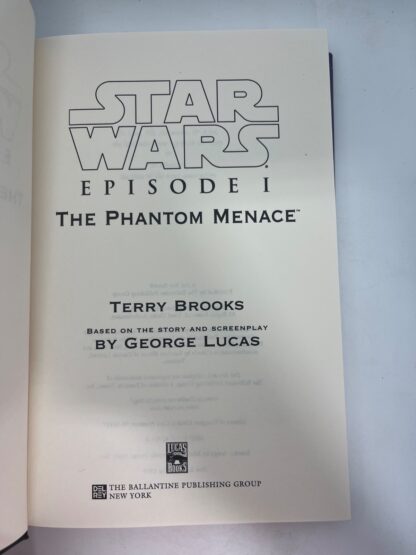 STAR
WARS
EPISODE I
THE PHANTOM MENACE™
TERRY BROOKS
BASED ON THE STORY AND SCREENPLAY
BY GEORGE LUCAS
LUCAS
BOOKS
DEL
REY
THE BALLANTINE PUBLISHING GROUP
NEW YORK